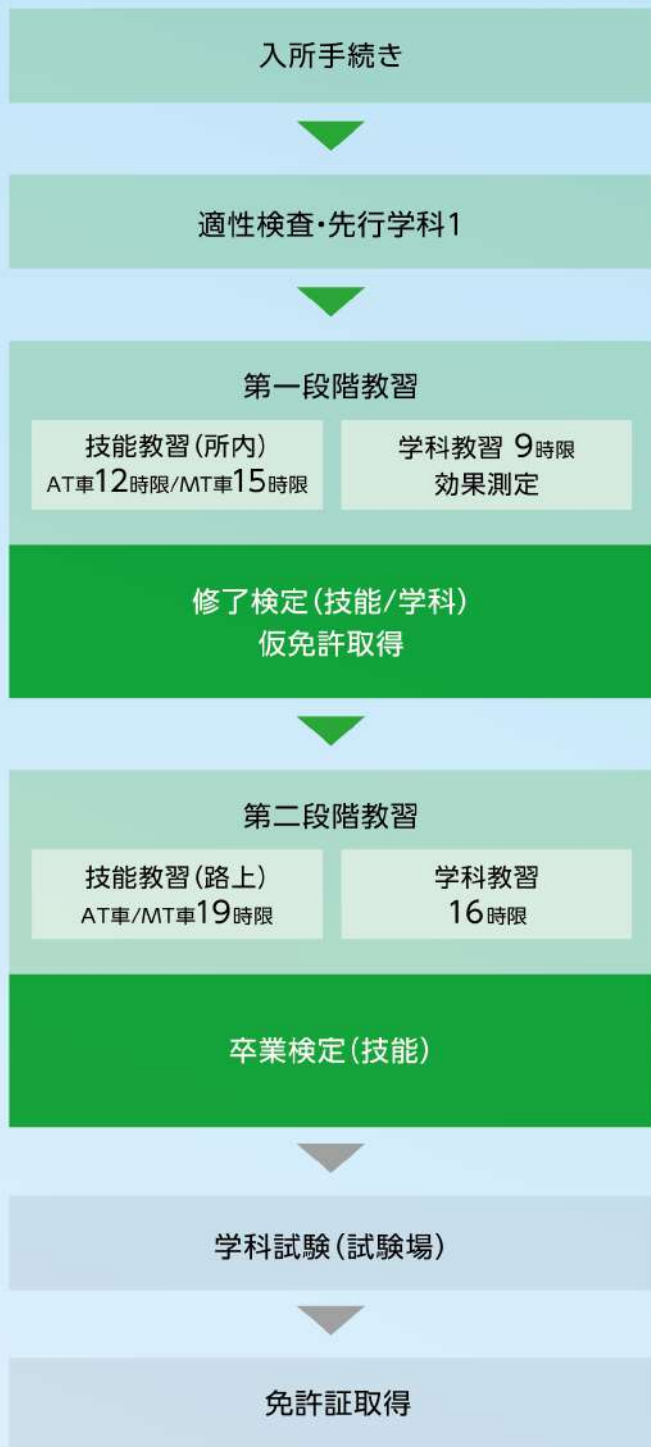 入所手続き
適性検査・先行学科1
第一段階教習
技能教習(所内)
AT車12時限/MT車15時限
学科教習 9時限
効果測定
修了検定(技能/学科)
仮免許取得
第二段階教習
技能教習(路上)
AT車/MT車19時限
学科教習
16時限
卒業検定(技能)
学科試験(試験場)
免許証取得